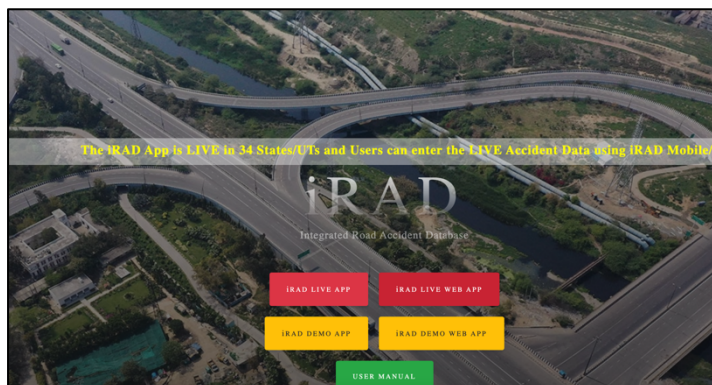 The iRAD App is LIVE in 34 States/UTs and Users can enter the LIVE Accident Data using iRAD Mobile/
iRAD
Integrated Road Accident Database
iRAD LIVE APP
iRAD LIVE WEB APP
iRAD DEMO APP
iRAD DEMO WEB APP
USER MANUAL